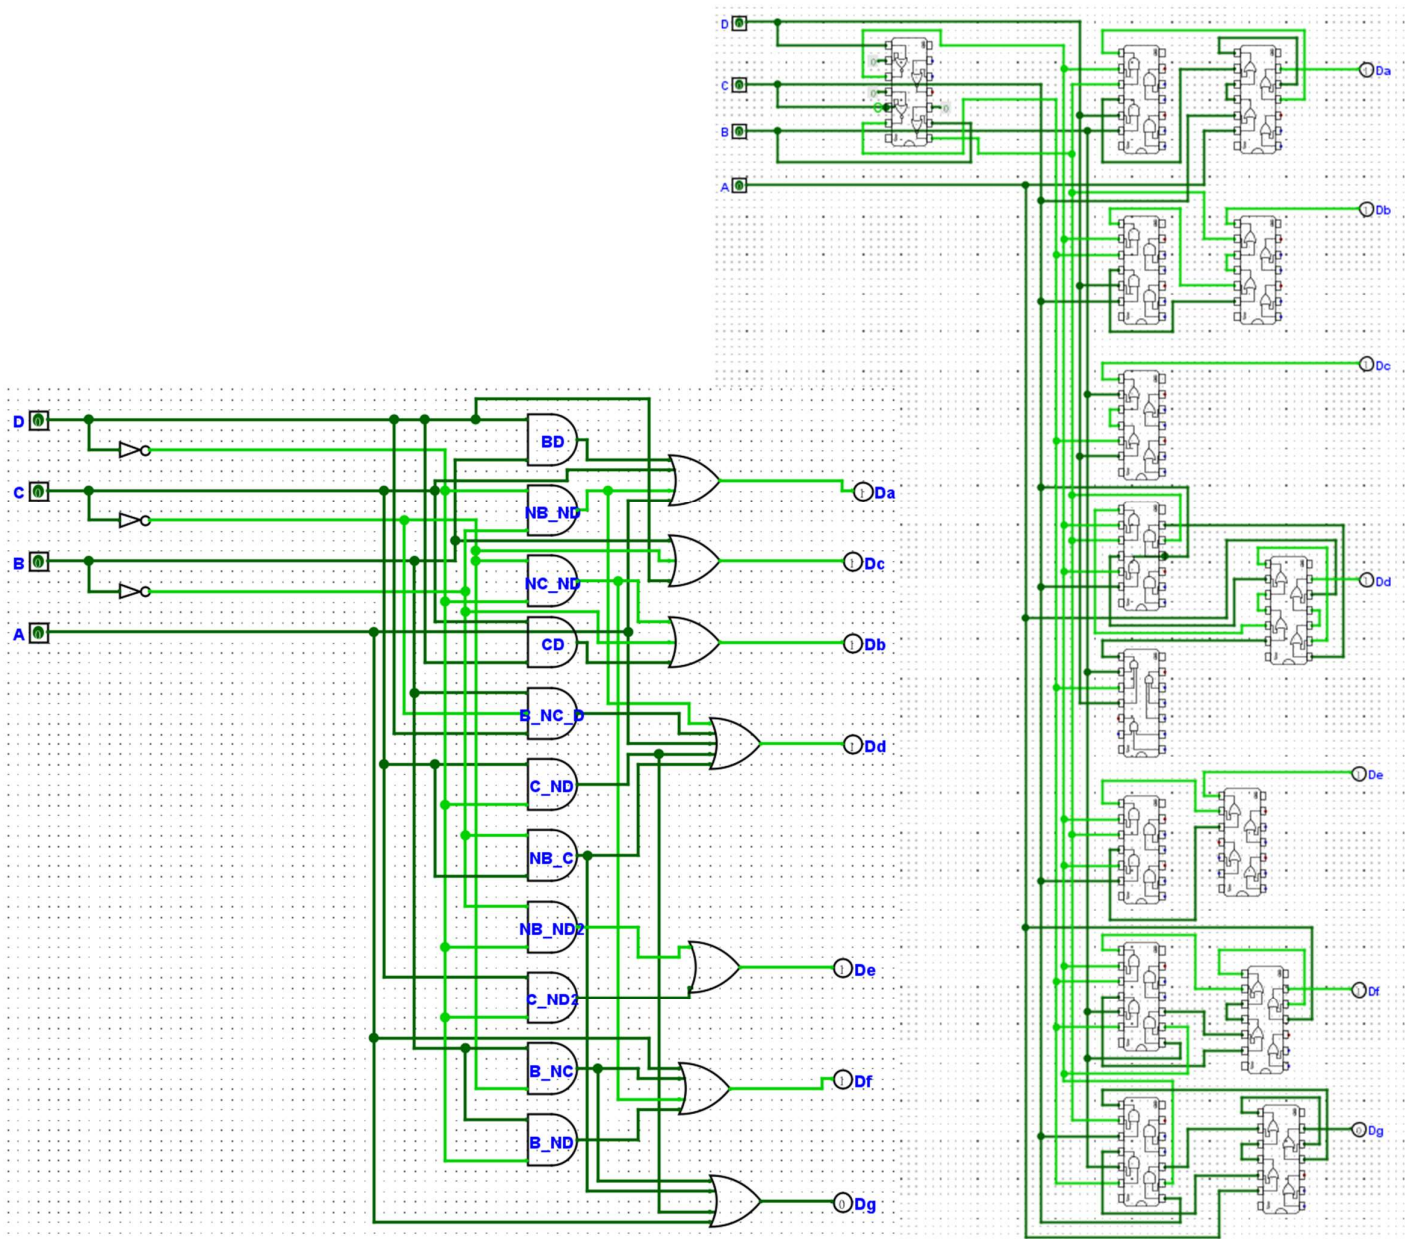 D
C
B
A
Da
Db
Dc
Dd
De
Df
Dg
D
C
B
A
BD
NB_ND
NC_ND
CD
B_NC_D
C_ND
NB_C
NB_ND2
C_ND2
B_NC
B_ND
Da
Dc
Db
Dd
De
Df
Dg